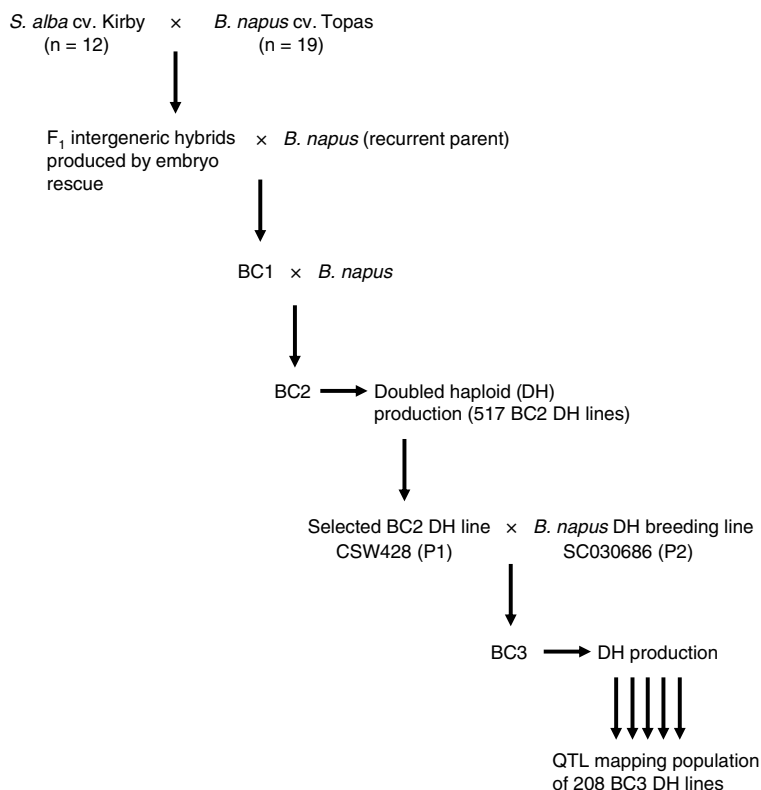 S. alba cv. Kirby × B. napus cv. Topas
(n = 12) (n = 19)
F1 intergeneric hybrids × B. napus (recurrent parent)
produced by embryo
rescue
BC1 × B. napus
BC2 Doubled haploid (DH)
production (517 BC2 DH lines)
Selected BC2 DH line × B. napus DH breeding line
CSW428 (P1) SC030686 (P2)
BC3 DH production
QTL mapping population
of 208 BC3 DH lines